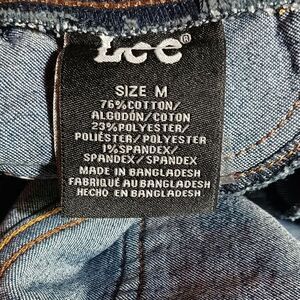 Lee®
SIZE M
76%COTTON/
ALGODÓN/COTON
23%POLYESTER/
POLIÉSTER/POLYESTER
1%SPANDEX/
SPANDEX/SPANDEX
MADE IN BANGLADESH
FABRIQUÉ AU BANGLADESH
HECHO EN BANGLADESH